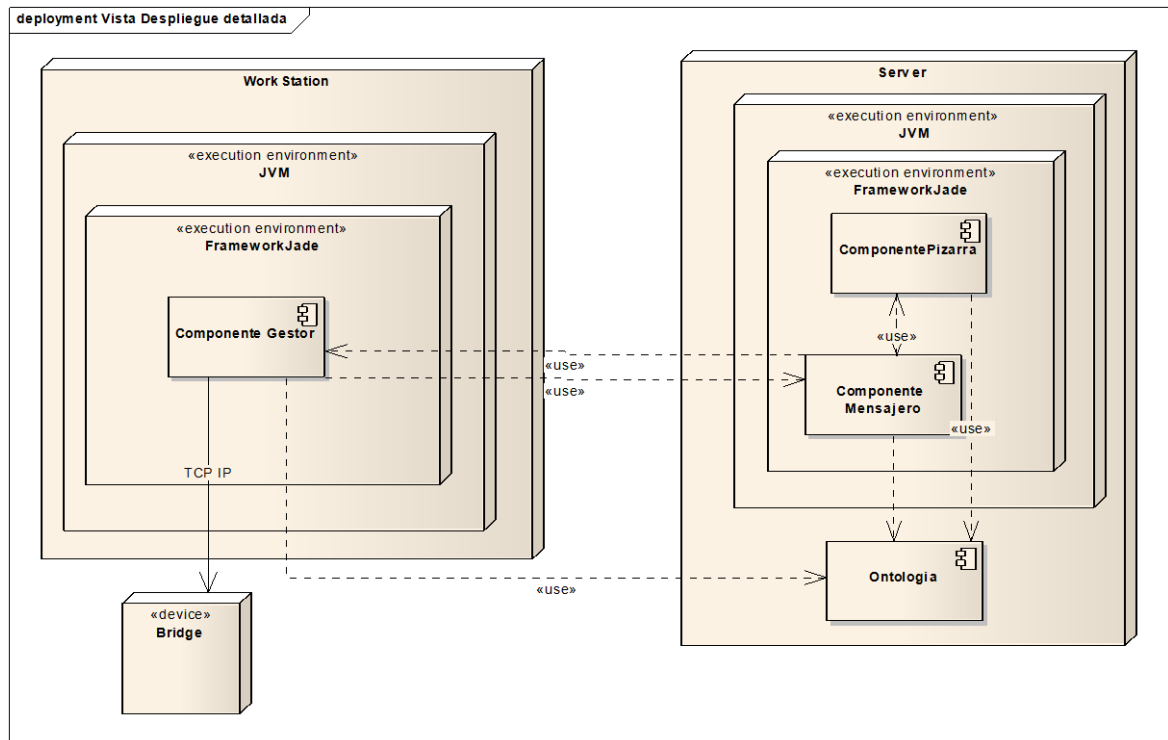 deployment Vista Despliegue detallada
Work Station
«execution environment»
JVM
«execution environment»
FrameworkJade
Componente Gestor
TCP IP
«device»
Bridge
«use»
«use»
«use»
Server
«execution environment»
JVM
«execution environment»
FrameworkJade
ComponentePizarra
«use»
Componente
Mensajero
«use»
Ontologia